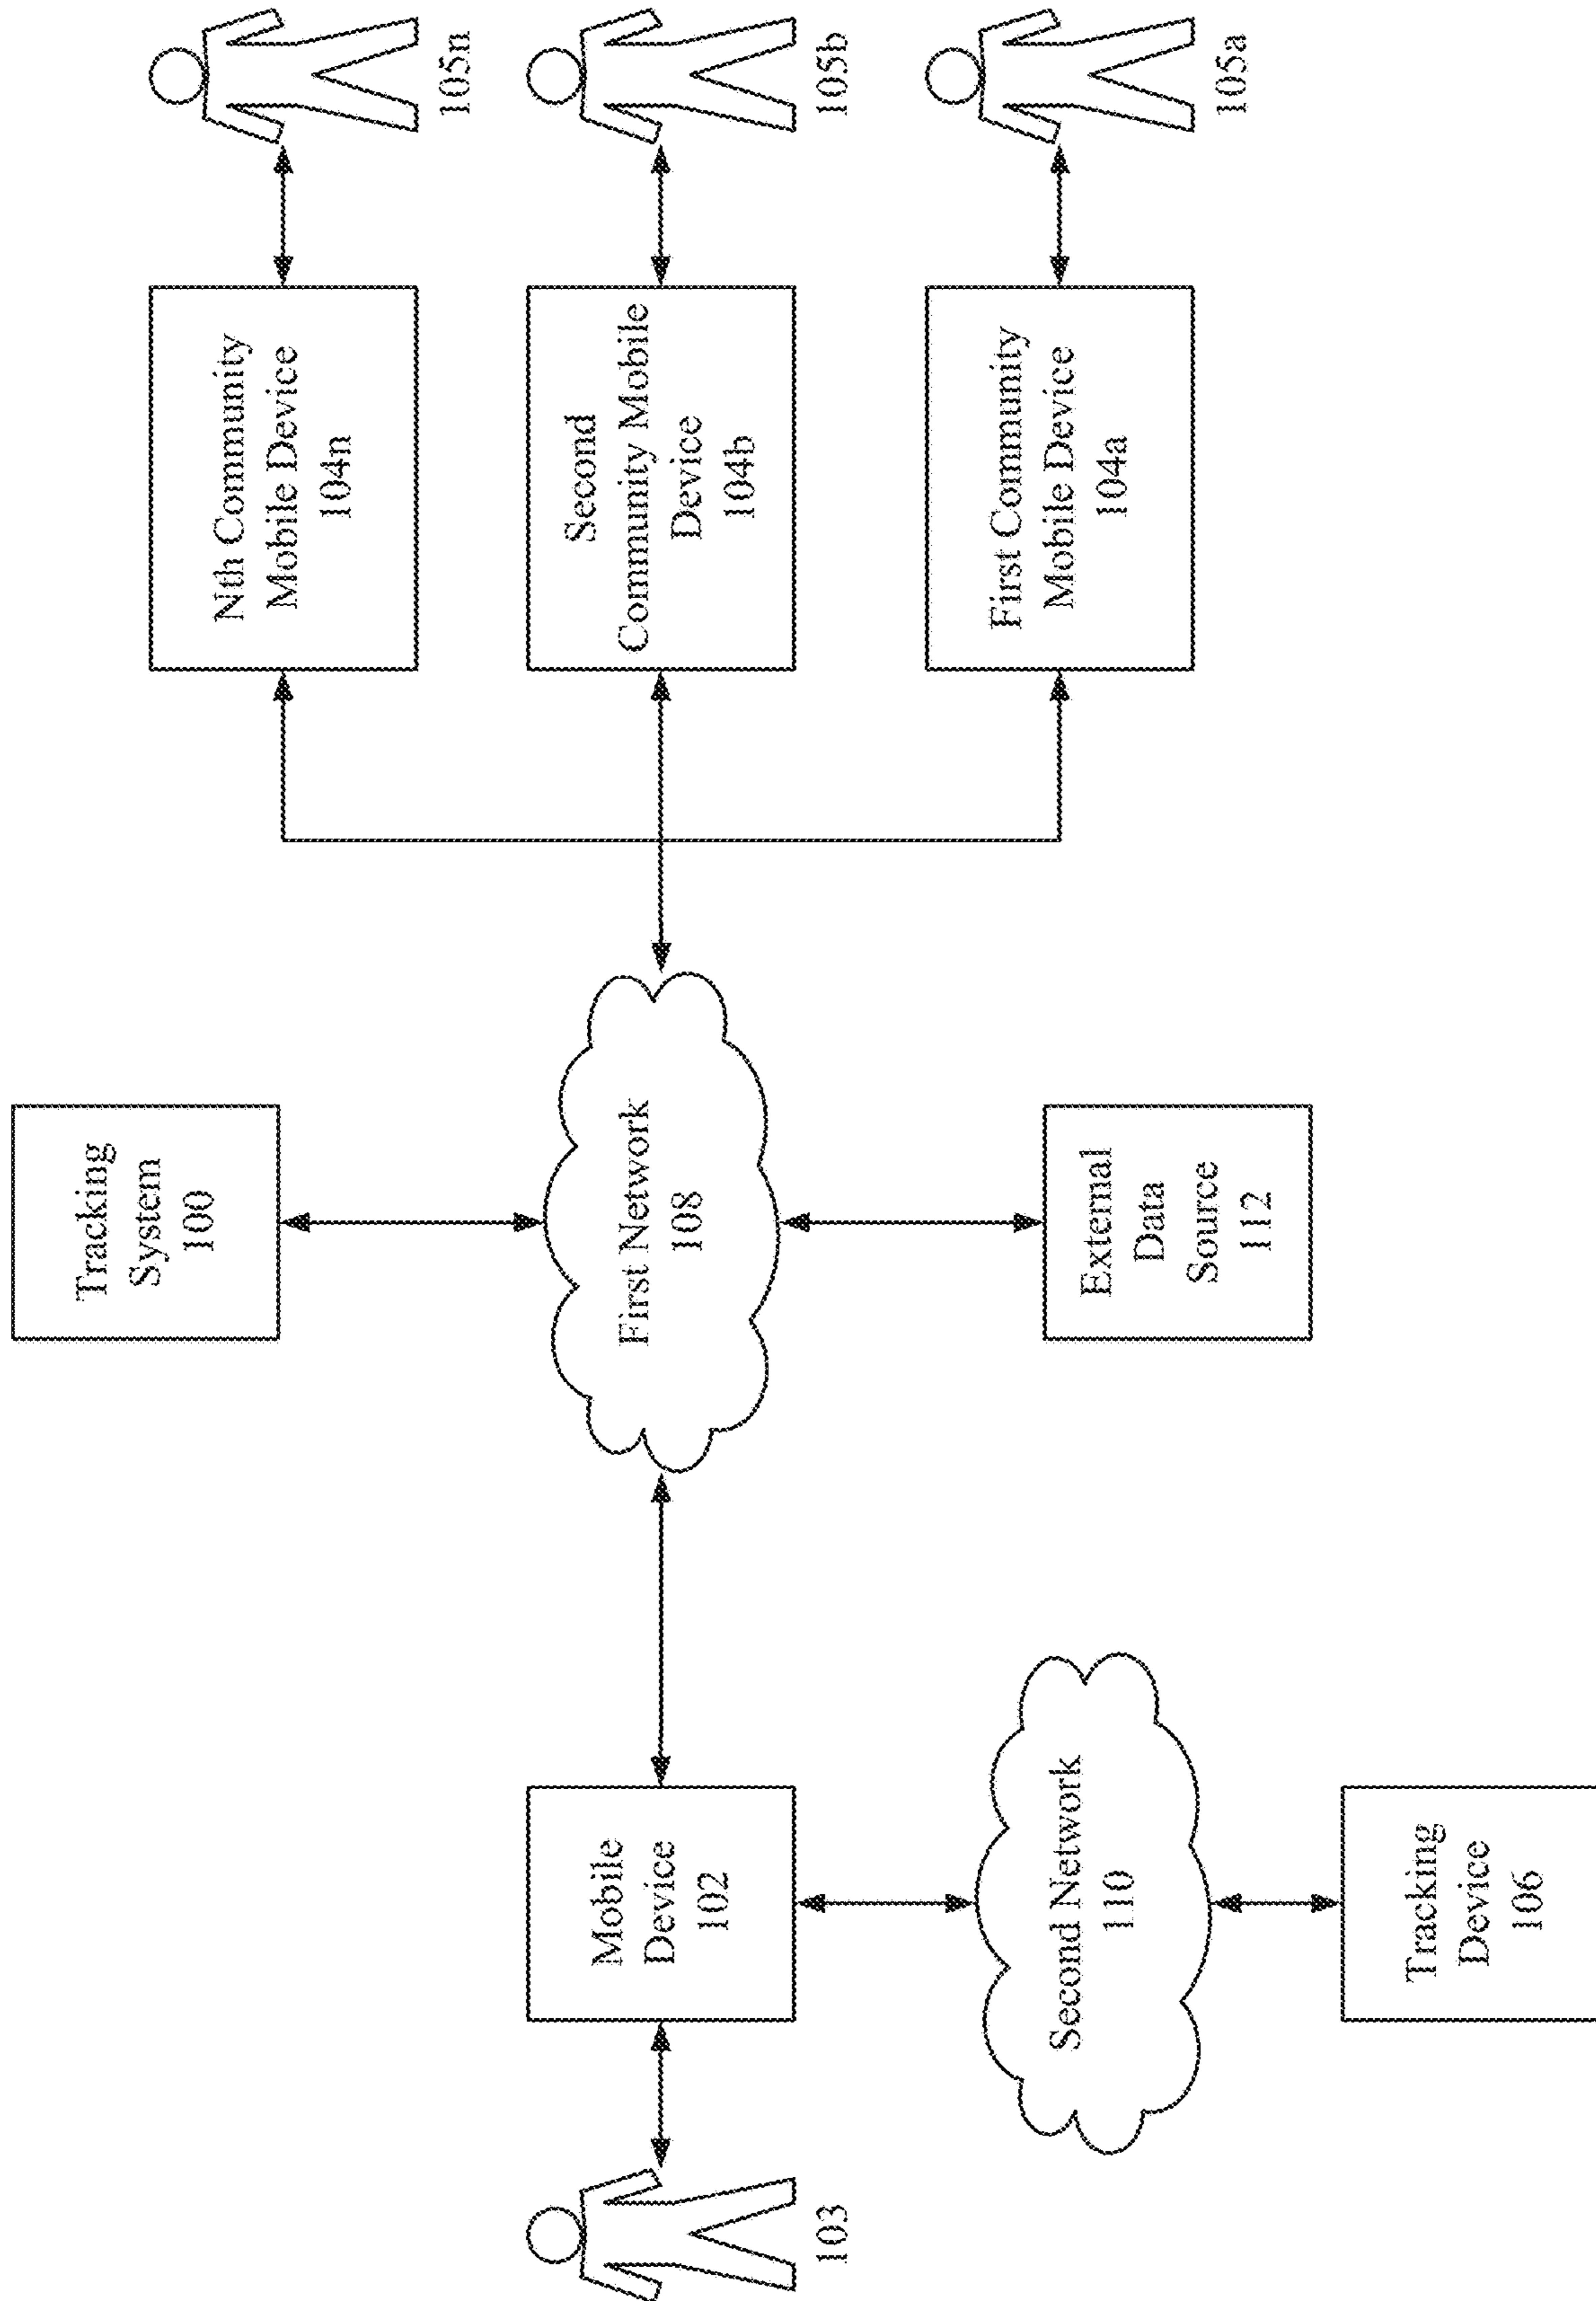 Tracking
System
100
103
Mobile
Device
102
First Network
108
Nth Community
Mobile Device
104n
105n
Second
Community Mobile
Device
104b
105b
First Community
Mobile Device
104a
105a
Second Network
110
External
Data
Source
112
Tracking
Device
106